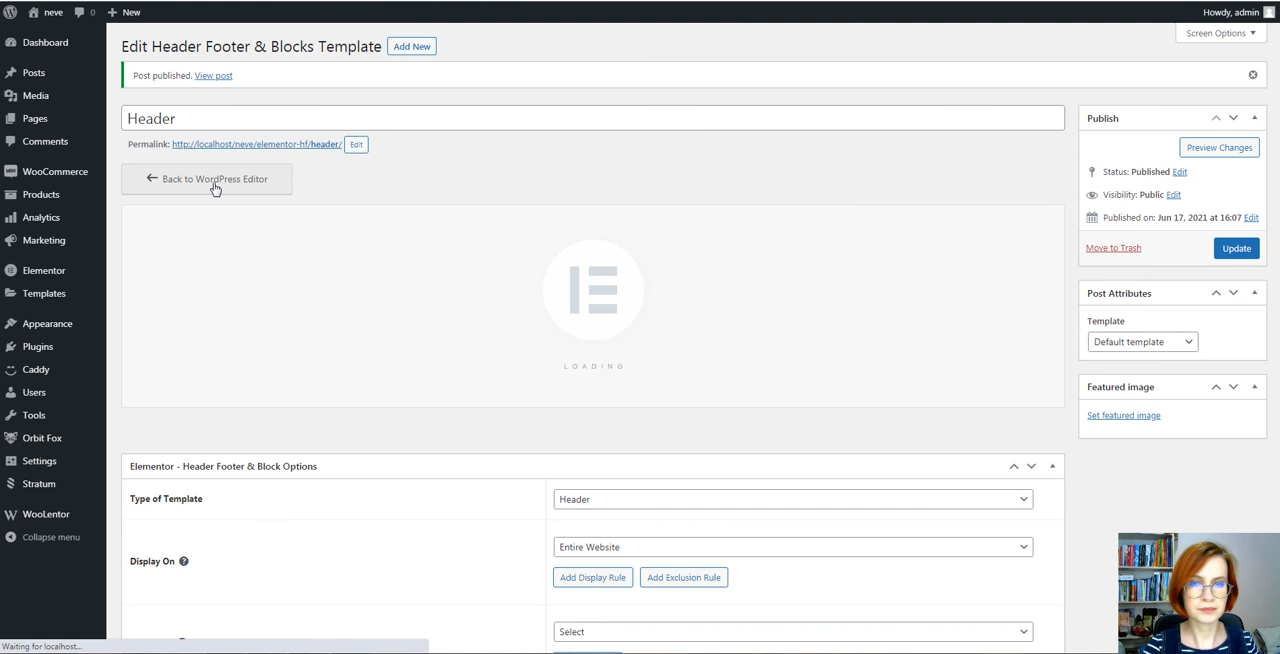 neve 0 New Howdy, admin
Screen Options
Dashboard
Posts
Media
Pages
Comments
WooCommerce
Products
Analytics
Marketing
Elementor
Templates
Appearance
Plugins
Caddy
Users
Tools
Orbit Fox
Settings
Stratum
WooLentor
Collapse menu
Edit Header Footer & Blocks Template Add New
Post published. View post
Header
Permalink: http://localhost/neve/elementor-hf/header/ Edit
← Back to WordPress Editor
LOADING
Elementor - Header Footer & Block Options
Type of Template Header
Display On Entire Website
Add Display Rule Add Exclusion Rule
Select
Publish
Preview Changes
Status: Published Edit
Visibility: Public Edit
Published on: Jun 17, 2021 at 16:07 Edit
Move to Trash Update
Post Attributes
Template
Default template
Featured image
Set featured image
Waiting for localhost...